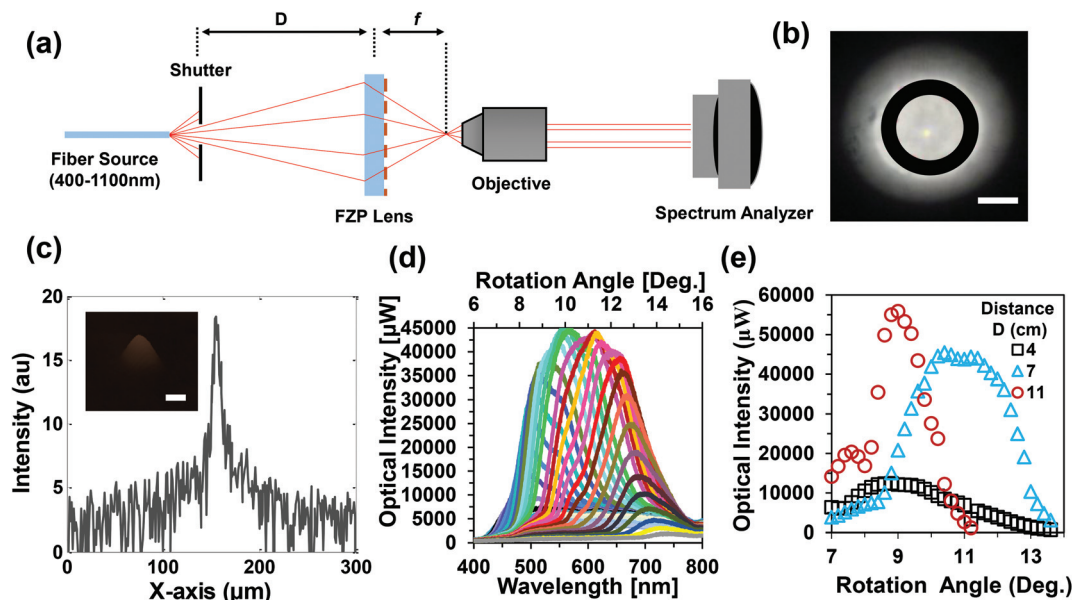 (a)
D
f
Shutter
Fiber Source
(400-1100nm)
FZP Lens
Objective
Spectrum Analyzer
(b)
(c)
Intensity (au)
20
15
10
5
0
0
100
200
300
X-axis (µm)
(d)
Rotation Angle [Deg.]
6 8 10 12 14 16
Optical Intensity [µW]
45000
40000
35000
30000
25000
20000
15000
10000
5000
0
400 500 600 700 800
Wavelength [nm]
(e)
Optical Intensity (µW)
60000
50000
40000
30000
20000
10000
0
Distance
D (cm)
4
7
11
7 9 11 13
Rotation Angle (Deg.)